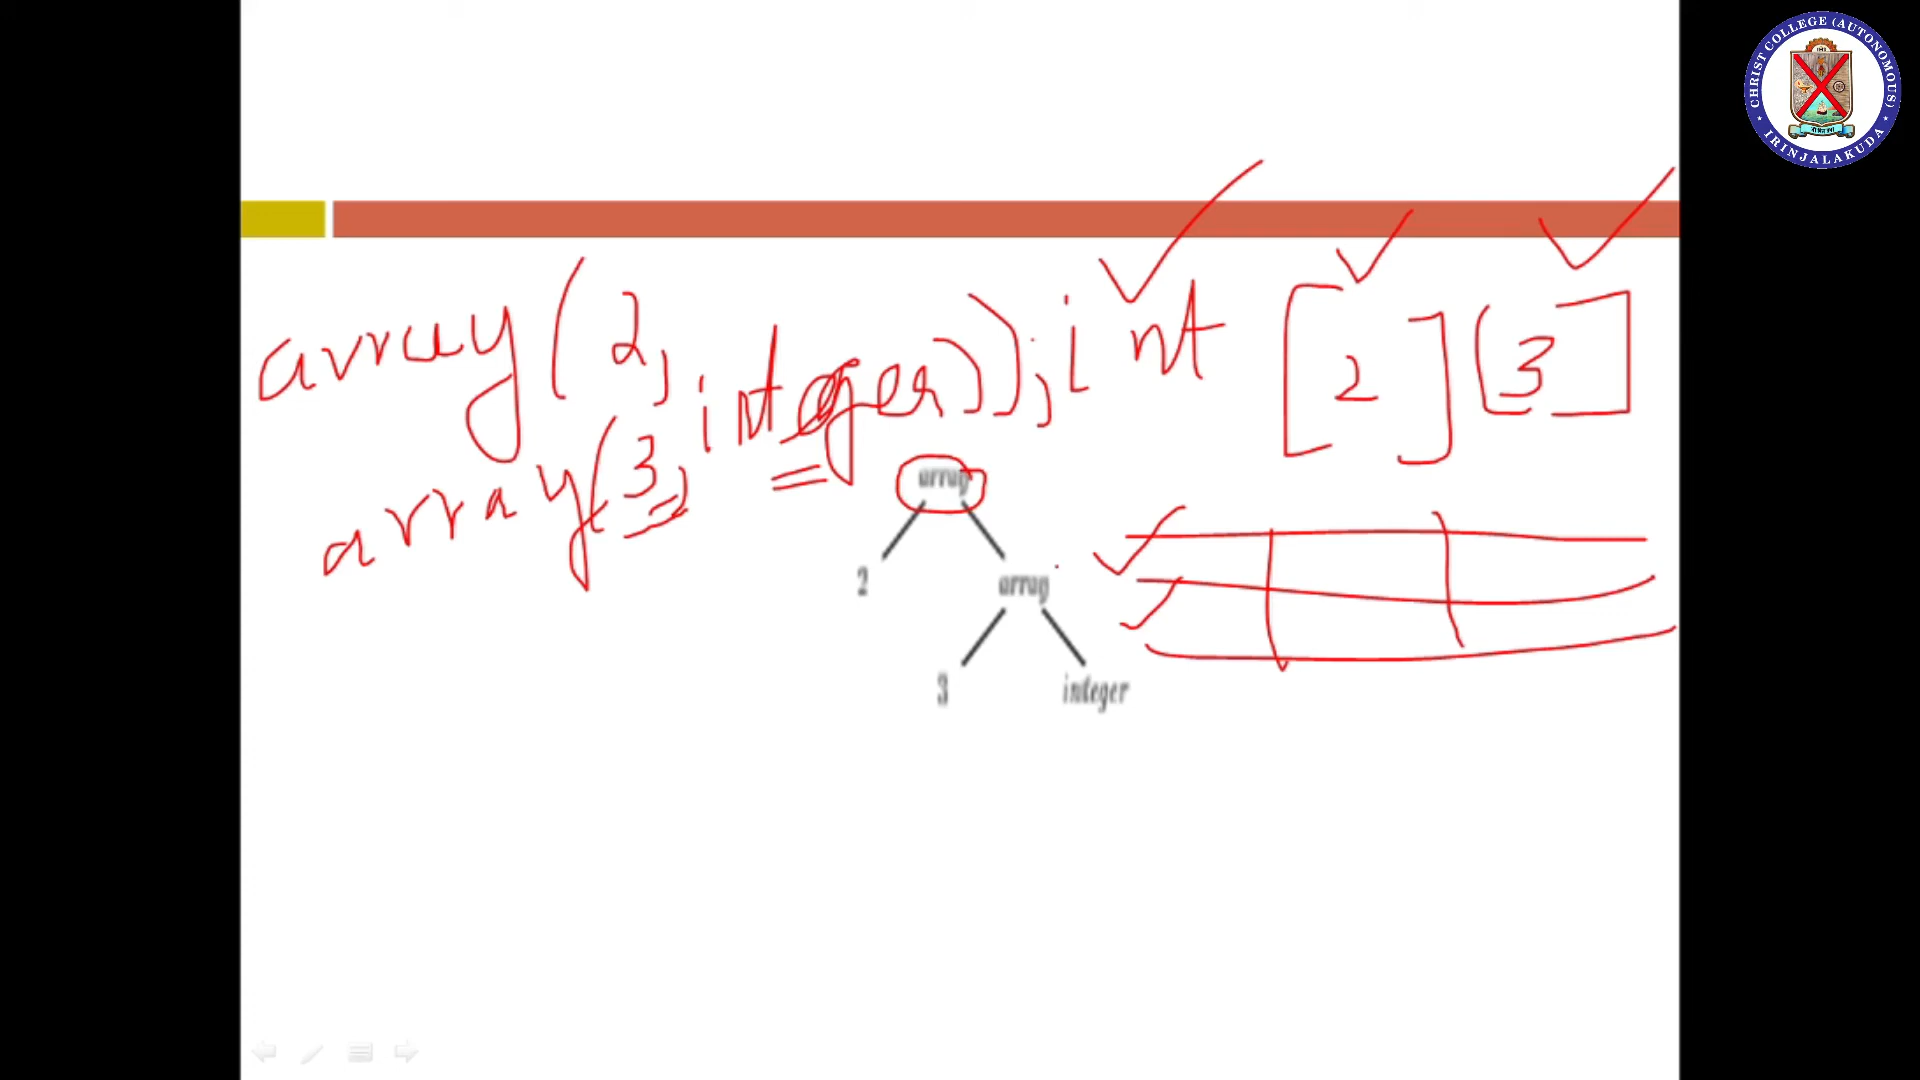 array(2, integer)), int [2][3]
array(3,
array
2 array
3 integer
CHRIST COLLEGE (AUTONOMOUS)
IRINJALAKUDA